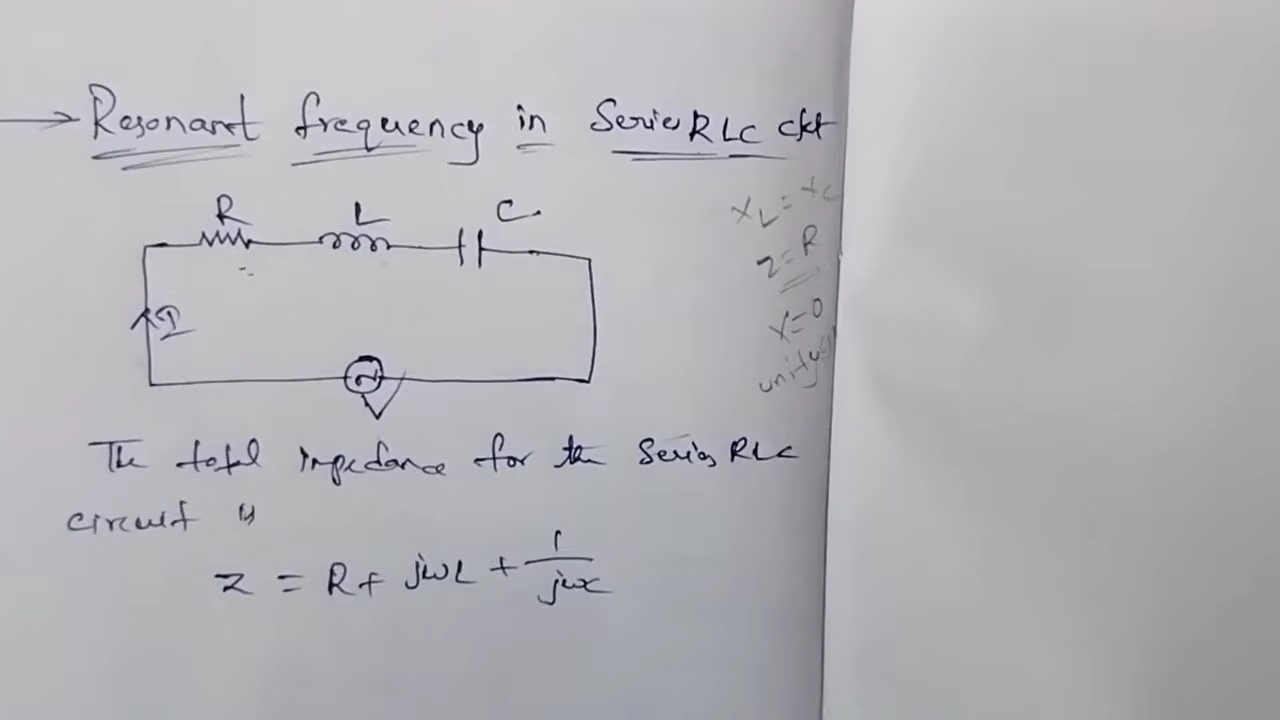 → Resonant frequency in Series RLC ckt
R L C
I
V
XL = XC
Z = R
X = 0
unity
The total impedance for the Series RLC
circuit is
Z = R + jωL + 1/jωC